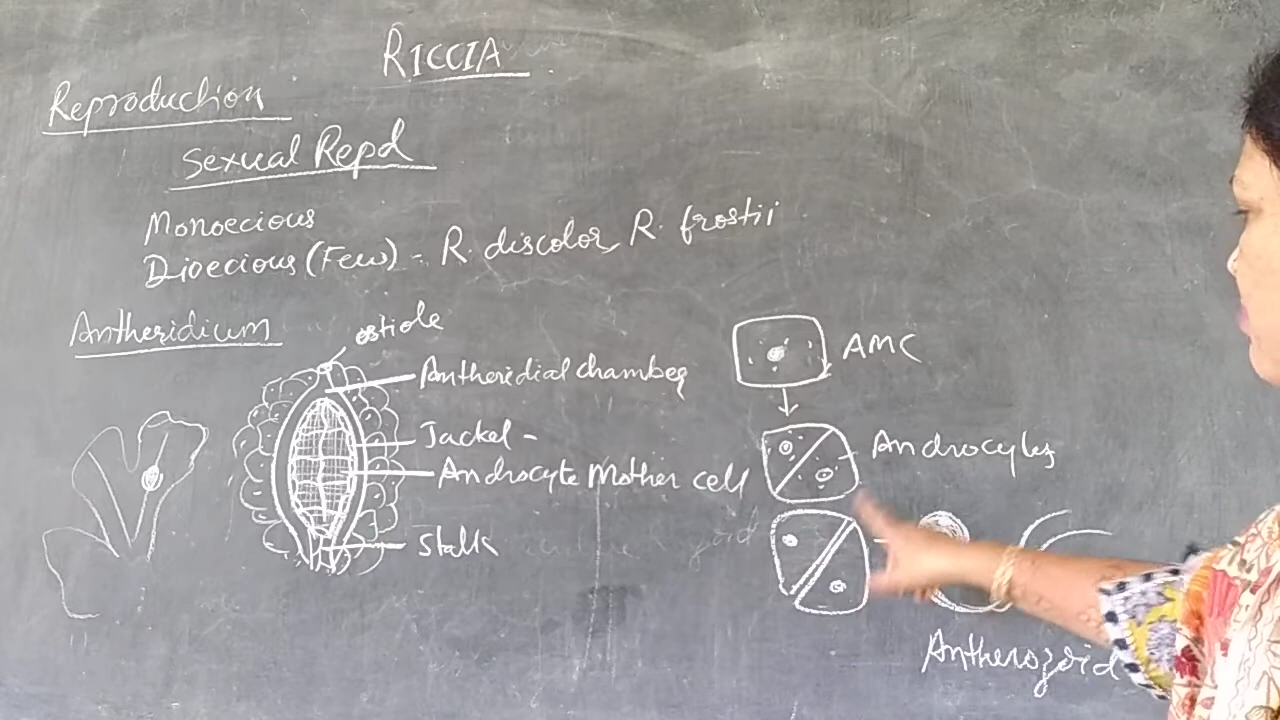 RICCIA
Reproduction
Sexual Repd
Monoecious
Dioecious (Few) - R. discolor, R. frostii
Antheridium
ostiole
Antheridial chamber
Jacket -
Androcyte Mother cell
Stalk
AMC
Androcytes
Antherozoid